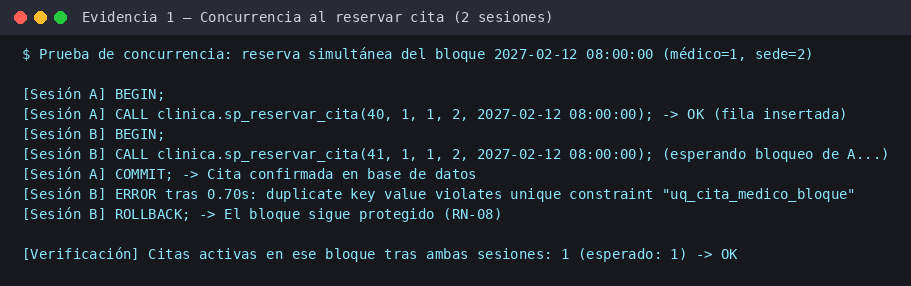 Evidencia 1 — Concurrencia al reservar cita (2 sesiones)
$ Prueba de concurrencia: reserva simultánea del bloque 2027-02-12 08:00:00 (médico=1, sede=2)
[Sesión A] BEGIN;
[Sesión A] CALL clinica.sp_reservar_cita(40, 1, 1, 2, 2027-02-12 08:00:00); -> OK (fila insertada)
[Sesión B] BEGIN;
[Sesión B] CALL clinica.sp_reservar_cita(41, 1, 1, 2, 2027-02-12 08:00:00); (esperando bloqueo de A...)
[Sesión A] COMMIT; -> Cita confirmada en base de datos
[Sesión B] ERROR tras 0.70s: duplicate key value violates unique constraint "uq_cita_medico_bloque"
[Sesión B] ROLLBACK; -> El bloque sigue protegido (RN-08)
[Verificación] Citas activas en ese bloque tras ambas sesiones: 1 (esperado: 1) -> OK